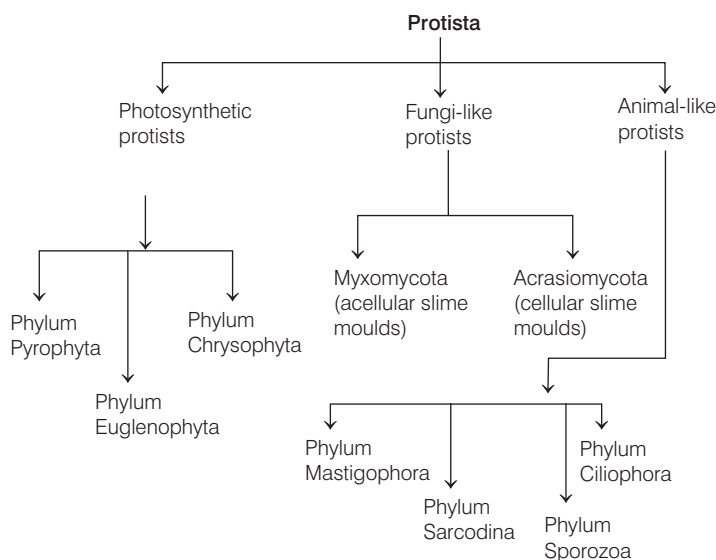 Protista
Photosynthetic
protists
Fungi-like
protists
Animal-like
protists
Myxomycota
(acellular slime
moulds)
Acrasiomycota
(cellular slime
moulds)
Phylum
Pyrophyta
Phylum
Euglenophyta
Phylum
Chrysophyta
Phylum
Mastigophora
Phylum
Sarcodina
Phylum
Sporozoa
Phylum
Ciliophora